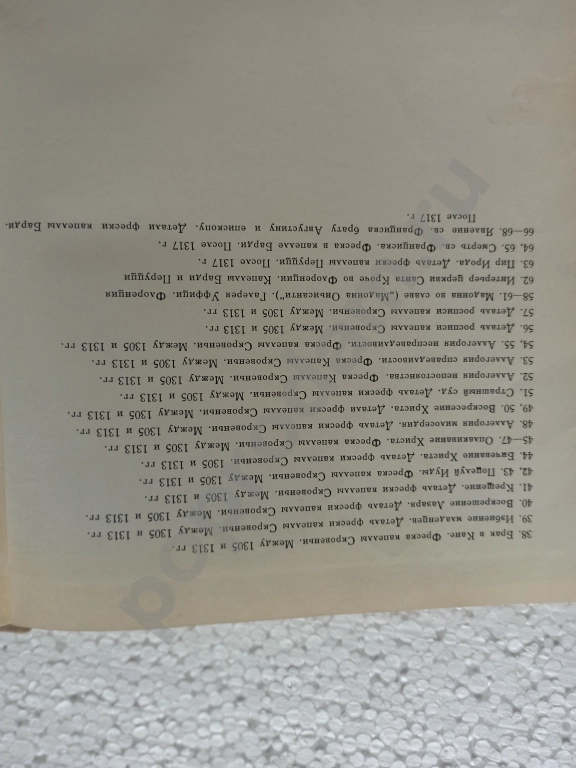 38. Брак в Кане. Фреска капеллы Скровеньи. Между 1305 и 1313 гг.
39. Избиение младенцев. Деталь фрески капеллы Скровеньи. Между 1305 и 1313 гг.
40. Воскрешение Лазаря. Деталь фрески капеллы Скровеньи. Между 1305 и 1313 гг.
41. Крещение. Деталь фрески капеллы Скровеньи. Между 1305 и 1313 гг.
42, 43. Поцелуй Иуды. Фреска капеллы Скровеньи. Между 1305 и 1313 гг.
44. Бичевание Христа. Деталь фрески капеллы Скровеньи. 1305 и 1313 гг.
45—47. Оплакивание Христа. Фреска капеллы Скровеньи. Между 1305 и 1313 гг.
48. Аллегория милосердия. Деталь фрески капеллы Скровеньи. Между 1305 и 1313 гг.
49, 50. Воскресение Христа. Детали фрески капеллы Скровеньи. Между 1305 и 1313 гг.
51. Страшный суд. Деталь фрески капеллы Скровеньи. Между 1305 и 1313 гг.
52. Аллегория непостоянства. Фреска Капеллы Скровеньи. Между 1305 и 1313 гг.
53. Аллегория справедливости. Фреска Капеллы Скровеньи. Между 1305 и 1313 гг.
54, 55. Аллегория несправедливости. Фреска капеллы Скровеньи. Между 1305 и 1313 гг.
56. Деталь росписи капеллы Скровеньи. Между 1305 и 1313 гг.
57. Деталь росписи капеллы Скровеньи. Между 1305 и 1313 гг.
58—61. Мадонна во славе („Мадонна Онисанти“). Галерея Уффици. Флоренция
62. Интерьер церкви Санта Кроче во Флоренции. Капеллы Барди и Перуцци
63. Пир Ирода. Деталь фрески капеллы Перуцци. После 1317 г.
64, 65. Смерть св. Франциска. Фреска в капелле Барди. После 1317 г.
66—68. Явление св. Франциска брату Августину и епископу. Детали фрески капеллы Барди.
После 1317 г